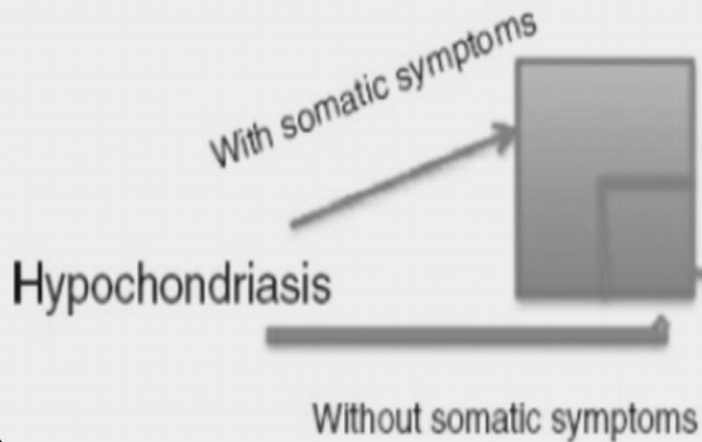 With somatic symptoms
Hypochondriasis
Without somatic symptoms